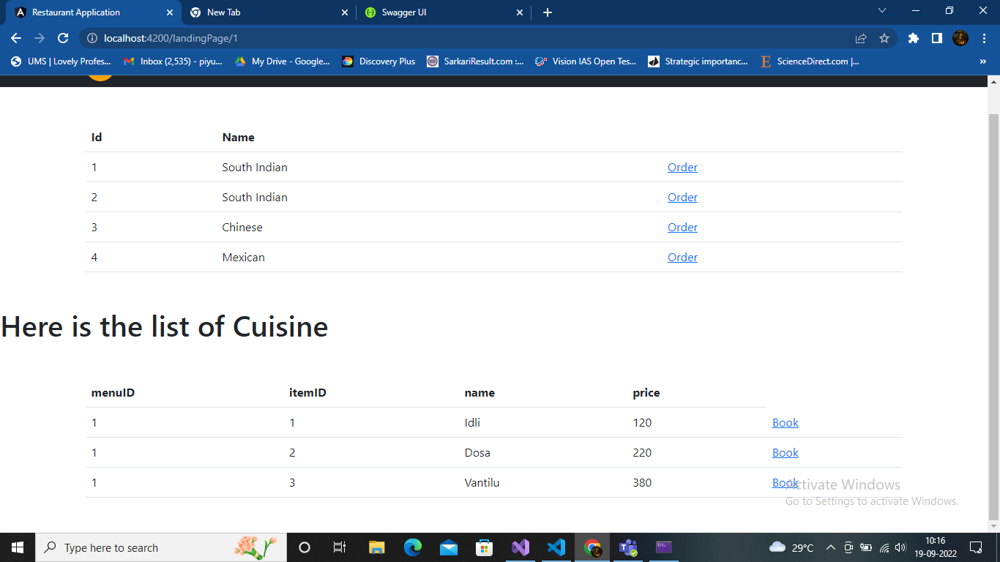 Restaurant Application
New Tab
Swagger UI
localhost:4200/landingPage/1
UMS | Lovely Profes... Inbox (2,535) - piyu... My Drive - Google... Discovery Plus SarkariResult.com :... Vision IAS Open Tes... Strategic importanc... ScienceDirect.com |... »
Id Name
1 South Indian Order
2 South Indian Order
3 Chinese Order
4 Mexican Order
Here is the list of Cuisine
menuID itemID name price
1 1 Idli 120 Book
1 2 Dosa 220 Book
1 3 Vantilu 380 Book
Activate Windows
Go to Settings to activate Windows.
Type here to search
29°C
10:16
19-09-2022